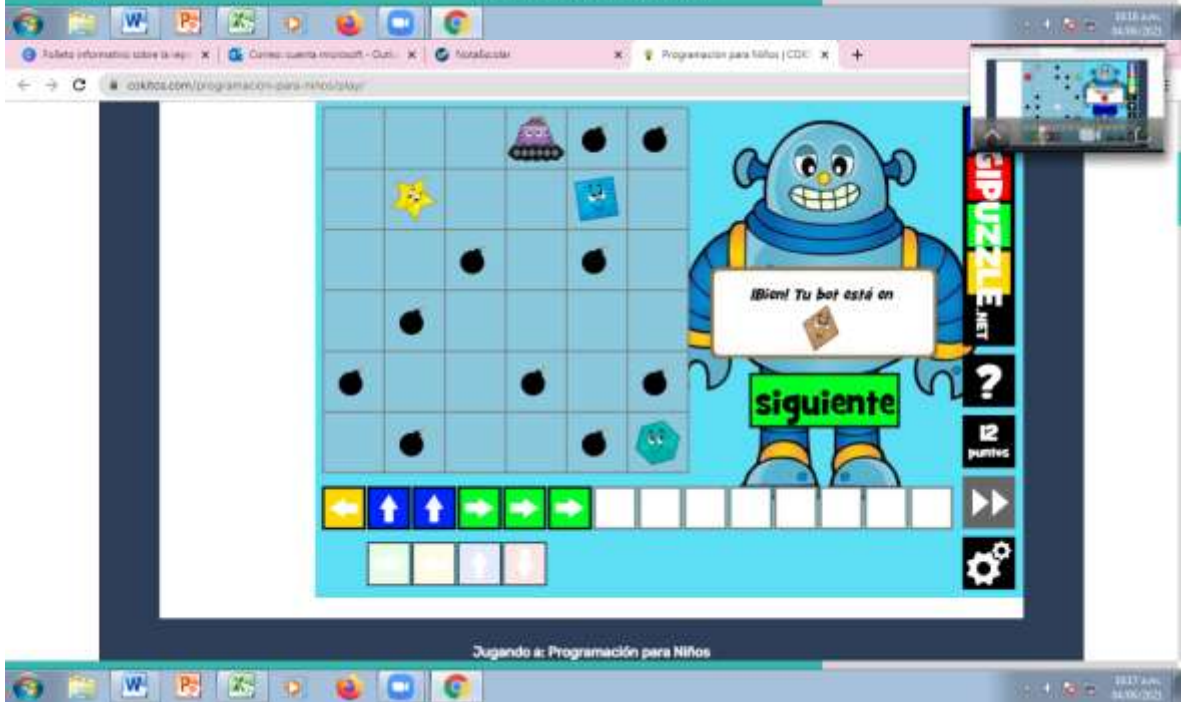 Programación para Niños | COKI
cokitos.com/programacion-para-ninos/play/
¡Bien! Tu bot está en
siguiente
GIPUZZLE.NET
?
12
puntos
Jugando a: Programación para Niños